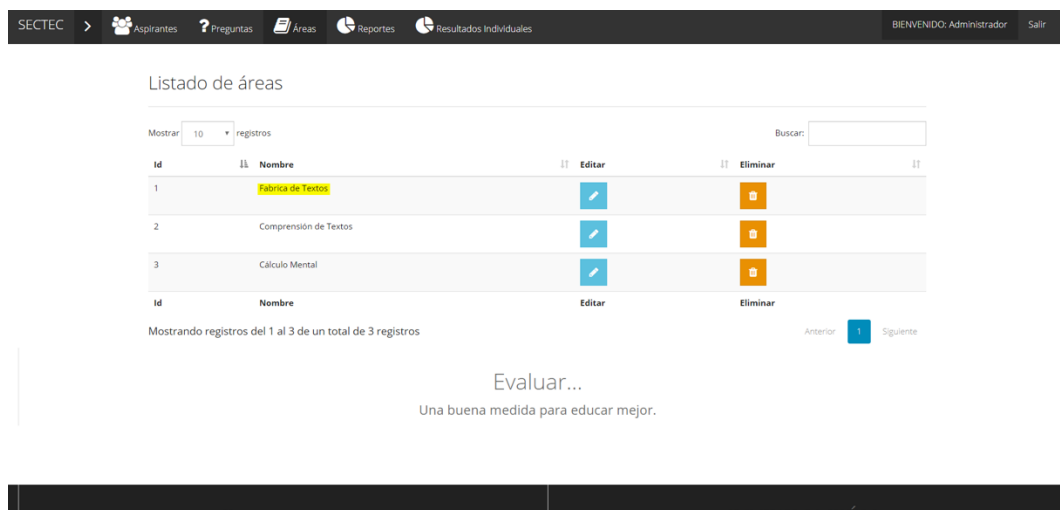 SECTEC > Aspirantes ? Preguntas Áreas Reportes Resultados Individuales BIENVENIDO: Administrador Salir
Listado de áreas
Mostrar 10 registros Buscar:
Id Nombre Editar Eliminar
1 Fabrica de Textos
2 Comprensión de Textos
3 Cálculo Mental
Id Nombre Editar Eliminar
Mostrando registros del 1 al 3 de un total de 3 registros Anterior 1 Siguiente
Evaluar...
Una buena medida para educar mejor.